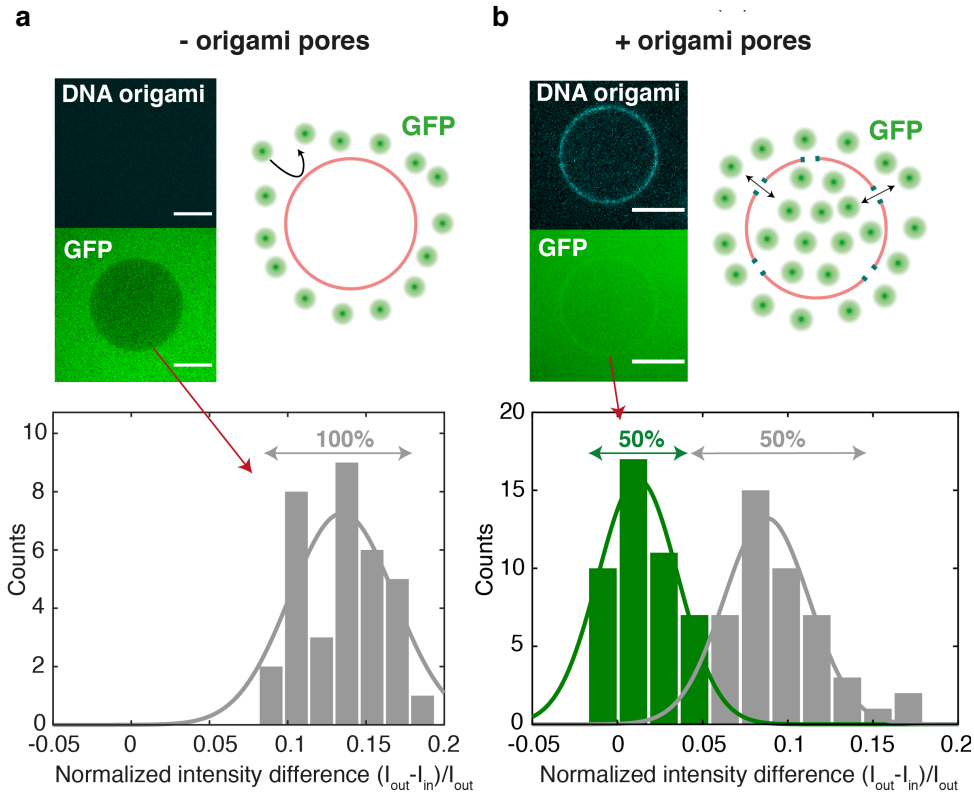 a
- origami pores
DNA origami
GFP
GFP
100%
10
8
6
4
2
0
Counts
-0.05 0 0.05 0.1 0.15 0.2
Normalized intensity difference (Iout-Iin)/Iout
b
+ origami pores
DNA origami
GFP
GFP
50% 50%
20
15
10
5
0
Counts
-0.05 0 0.05 0.1 0.15 0.2
Normalized intensity difference (Iout-Iin)/Iout